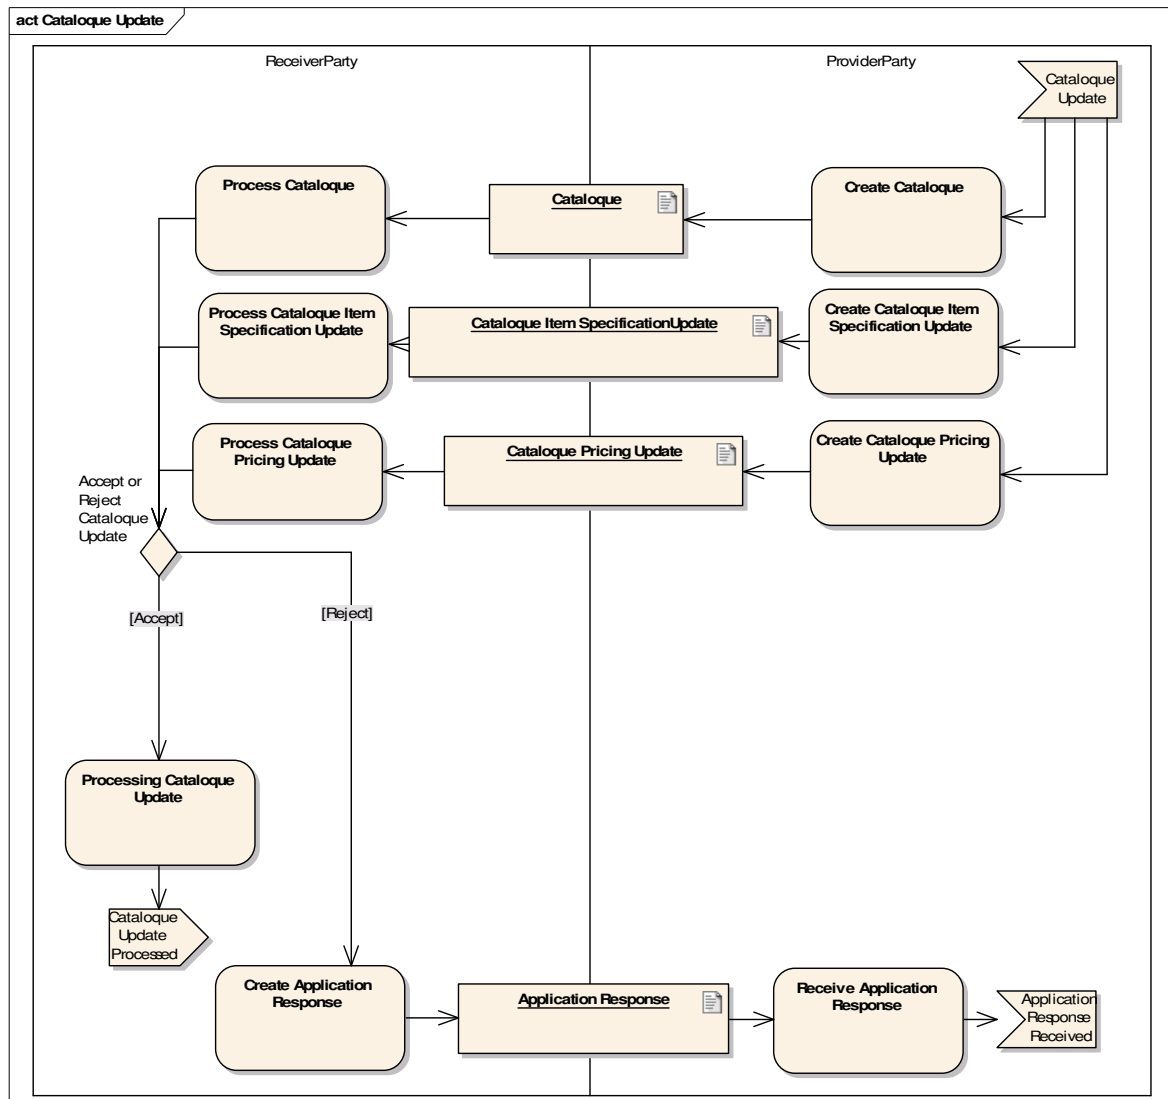 act Cataloque Update
ReceiverParty
ProviderParty
Cataloque
Update
Process Cataloque
Cataloque
Create Cataloque
Process Cataloque Item
Specification Update
Cataloque Item SpecificationUpdate
Create Cataloque Item
Specification Update
Process Cataloque
Pricing Update
Cataloque Pricing Update
Create Cataloque Pricing
Update
Accept or
Reject
Cataloque
Update
[Accept]
[Reject]
Processing Cataloque
Update
Cataloque
Update
Processed
Create Application
Response
Application Response
Receive Application
Response
Application
Response
Received